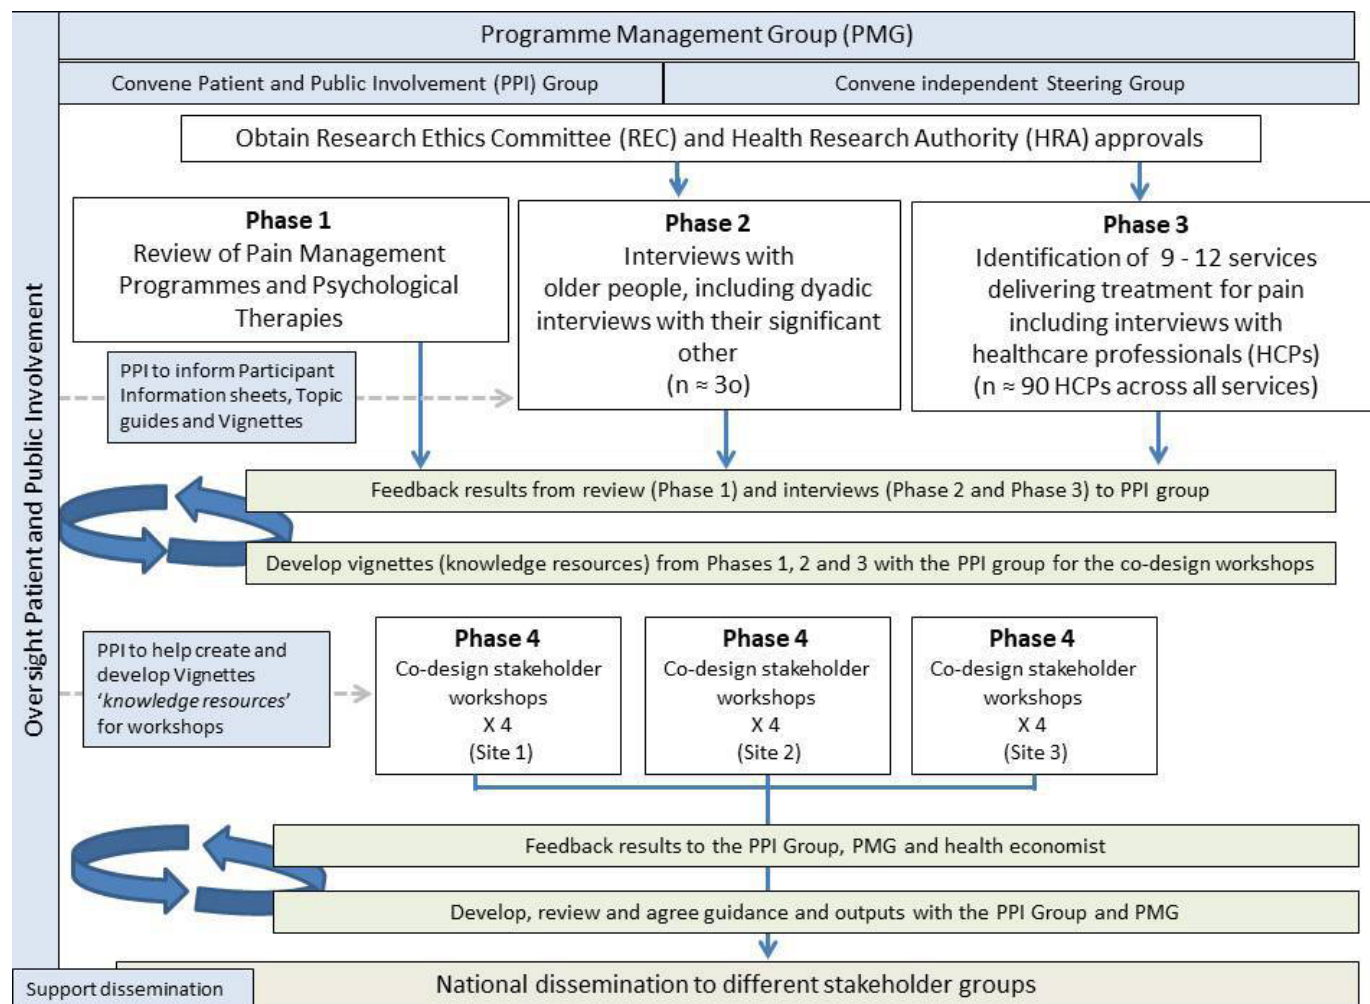 Programme Management Group (PMG)
Convene Patient and Public Involvement (PPI) Group
Convene independent Steering Group
Obtain Research Ethics Committee (REC) and Health Research Authority (HRA) approvals
Oversight Patient and Public Involvement
Phase 1
Review of Pain Management
Programmes and Psychological
Therapies
Phase 2
Interviews with
older people, including dyadic
interviews with their significant
other
(n ≈ 3o)
Phase 3
Identification of 9 - 12 services
delivering treatment for pain
including interviews with
healthcare professionals (HCPs)
(n ≈ 90 HCPs across all services)
PPI to inform Participant
Information sheets, Topic
guides and Vignettes
Feedback results from review (Phase 1) and interviews (Phase 2 and Phase 3) to PPI group
Develop vignettes (knowledge resources) from Phases 1, 2 and 3 with the PPI group for the co-design workshops
PPI to help create and
develop Vignettes
‘knowledge resources’
for workshops
Phase 4
Co-design stakeholder
workshops
X 4
(Site 1)
Phase 4
Co-design stakeholder
workshops
X 4
(Site 2)
Phase 4
Co-design stakeholder
workshops
X 4
(Site 3)
Feedback results to the PPI Group, PMG and health economist
Develop, review and agree guidance and outputs with the PPI Group and PMG
Support dissemination
National dissemination to different stakeholder groups